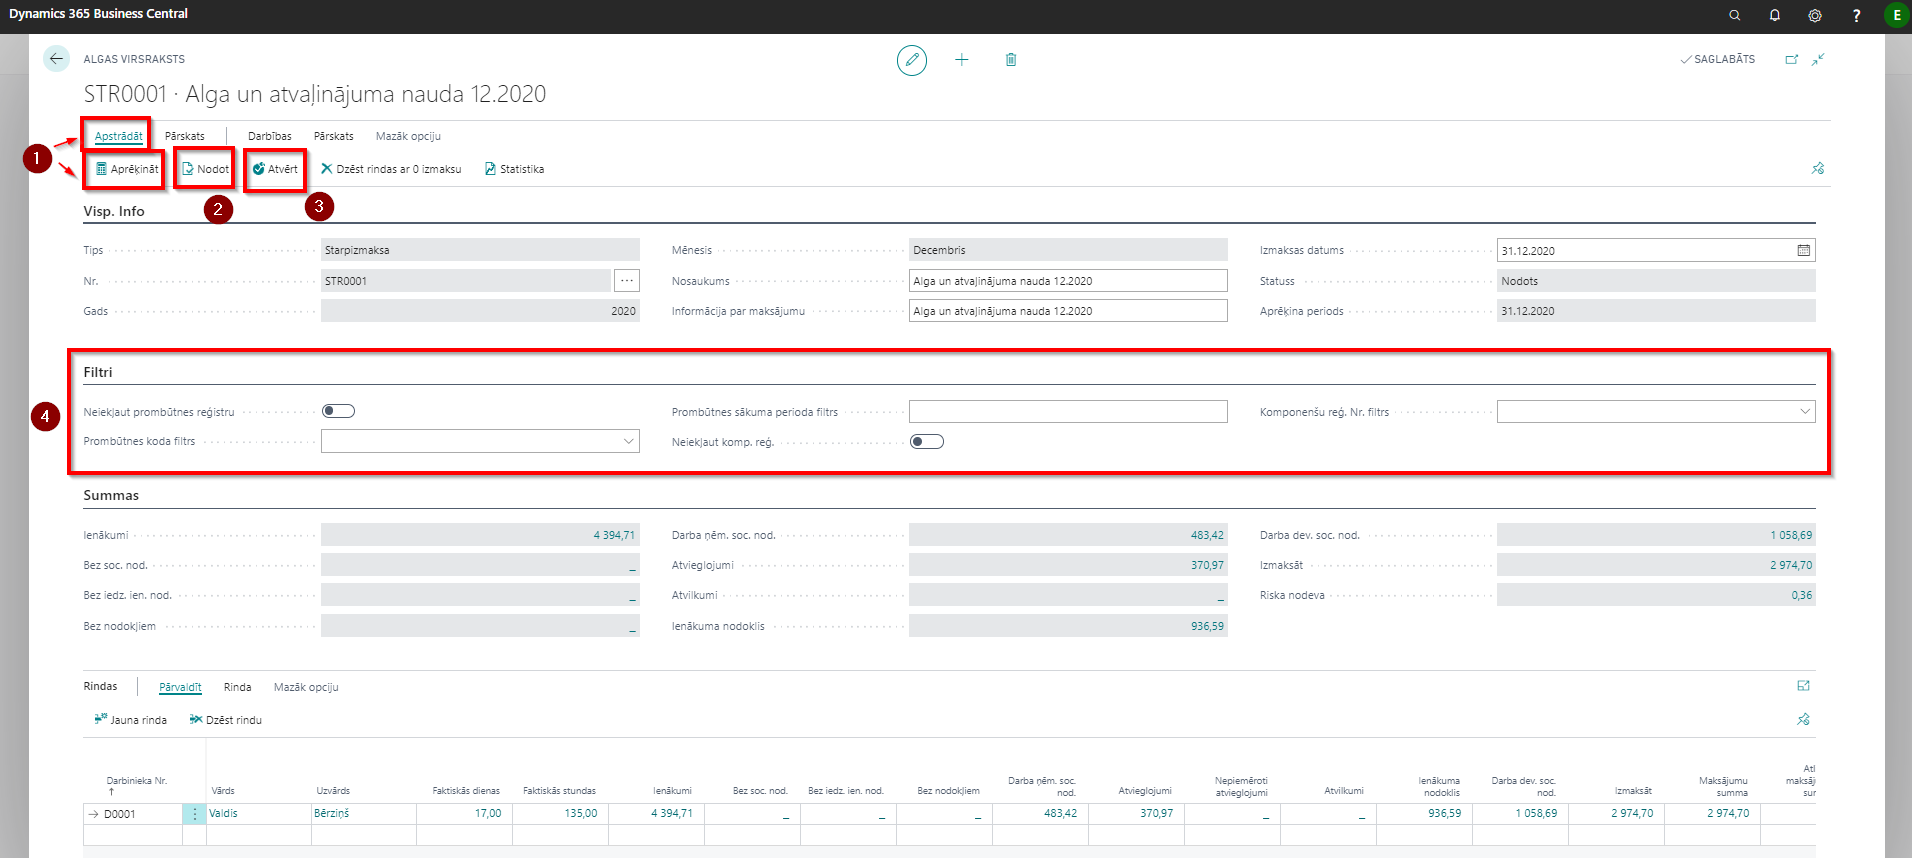 Dynamics 365 Business Central
? E
ALGAS VIRSRAKSTS
SAGLABĀTS
STR0001 · Alga un atvaļinājuma nauda 12.2020
Apstrādāt Pārskats Darbības Pārskats Mazāk opciju
1
Aprēķināt Nodot Atvērt Dzēst rindas ar 0 izmaksu Statistika
2 3
Visp. Info
Tips Starpizmaksa Mēnesis Decembris Izmaksas datums 31.12.2020
Nr. STR0001 Nosaukums Alga un atvaļinājuma nauda 12.2020 Statuss Nodots
Gads 2020 Informācija par maksājumu Alga un atvaļinājuma nauda 12.2020 Aprēķina periods 31.12.2020
Filtri
4
Neiekļaut prombūtnes reģistru Prombūtnes sākuma perioda filtrs Komponenšu reģ. Nr. filtrs
Prombūtnes koda filtrs Neiekļaut komp. reģ.
Summas
Ienākumi 4 394,71 Darba ņēm. soc. nod. 483,42 Darba dev. soc. nod. 1 058,69
Bez soc. nod. _ Atvieglojumi 370,97 Izmaksāt 2 974,70
Bez iedz. ien. nod. _ Atvilkumi _ Riska nodeva 0,36
Bez nodokļiem _ Ienākuma nodoklis 936,59
Rindas Pārvaldīt Rinda Mazāk opciju
Jauna rinda Dzēst rindu
Darbinieka Nr. ↑ Vārds Uzvārds Faktiskās dienas Faktiskās stundas Ienākumi Bez soc. nod. Bez iedz. ien. nod. Bez nodokļiem Darba ņēm. soc. nod. Atvieglojumi Nepiemēroti atvieglojumi Atvilkumi Ienākuma nodoklis Darba dev. soc. nod. Izmaksāt Maksājumu summa Atl maksāj sur
→ D0001 Valdis Bērziņš 17,00 135,00 4 394,71 _ _ _ 483,42 370,97 _ _ 936,59 1 058,69 2 974,70 2 974,70